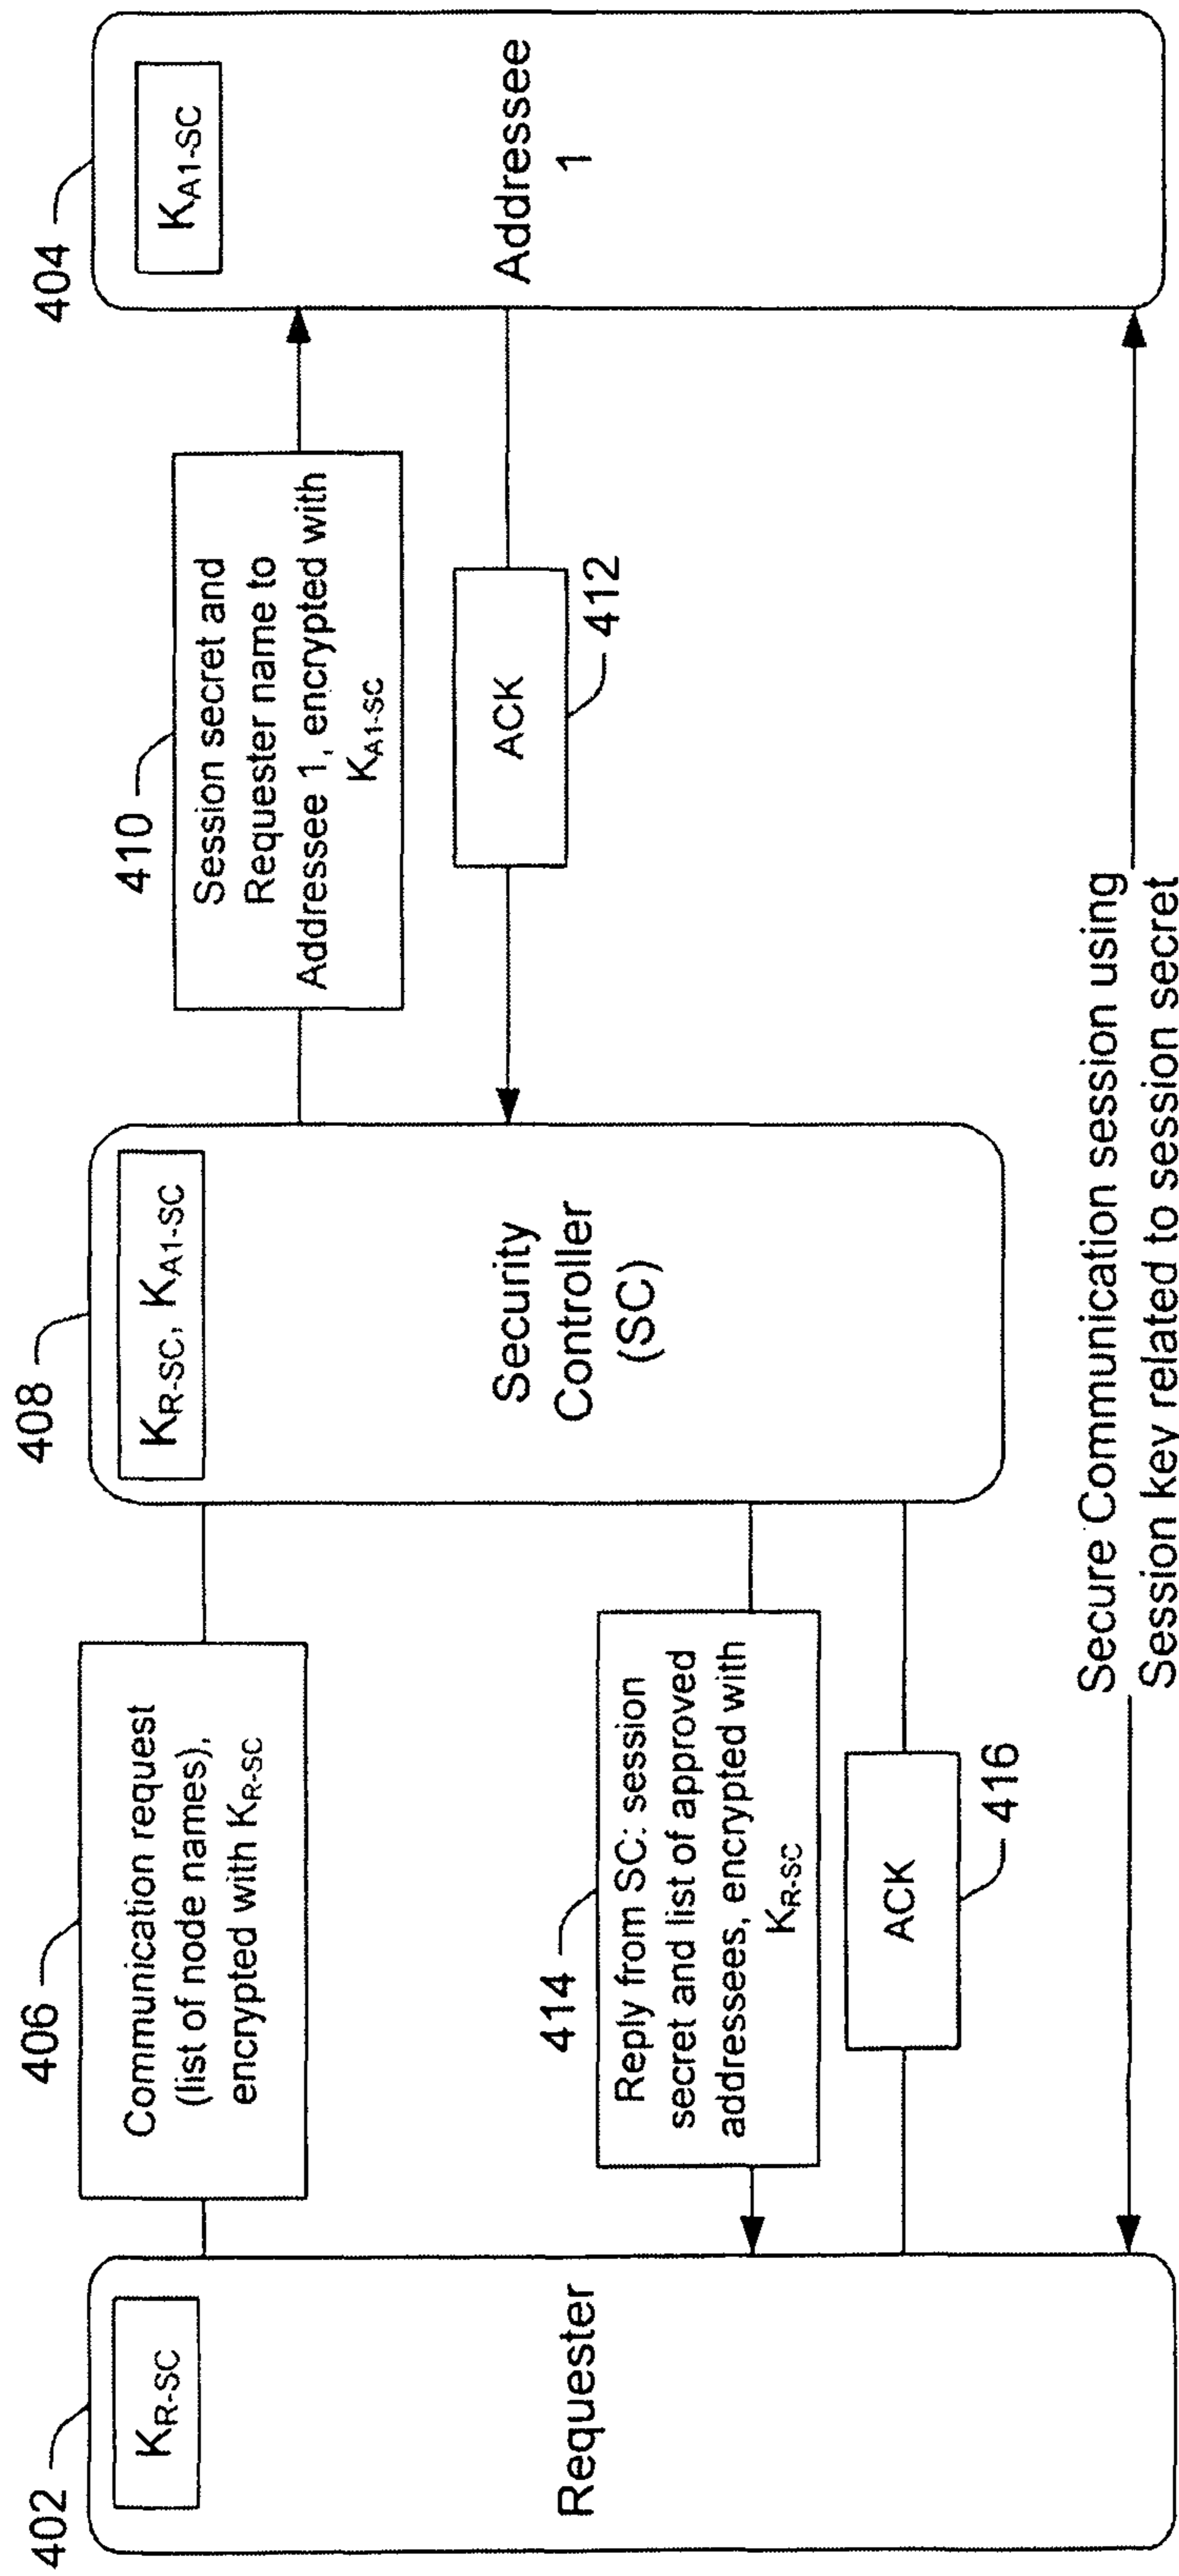 402
K_R-SC
Requester
406
Communication request
(list of node names),
encrypted with K_R-SC
414
Reply from SC: session
secret and list of approved
addressees, encrypted with
K_R-SC
ACK
416
408
K_R-SC, K_A1-SC
Security
Controller
(SC)
410
Session secret and
Requester name to
Addressee 1, encrypted with
K_A1-SC
ACK
412
404
K_A1-SC
Addressee
1
Secure Communication session using
Session key related to session secret